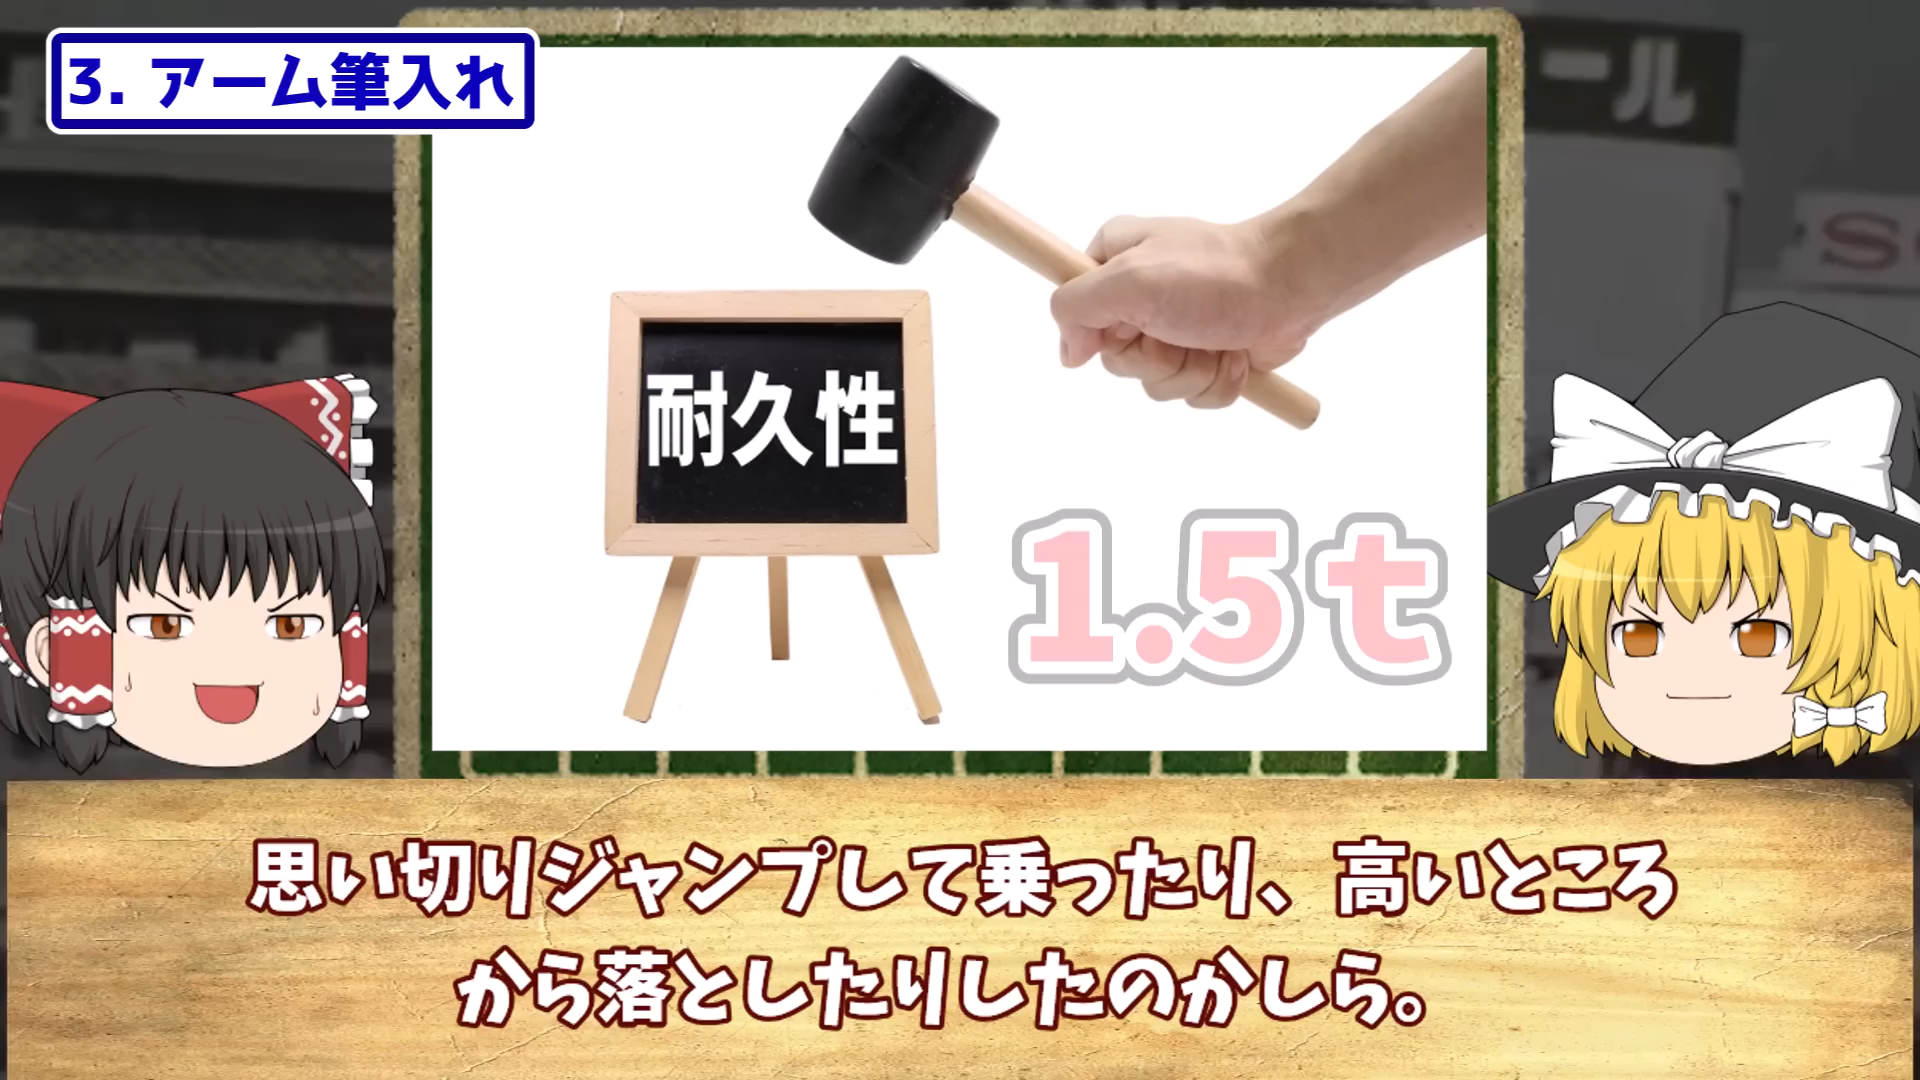 3. アーム筆入れ
ール
耐久性
1.5t
思い切りジャンプして乗ったり、高いところ
から落としたりしたのかしら。